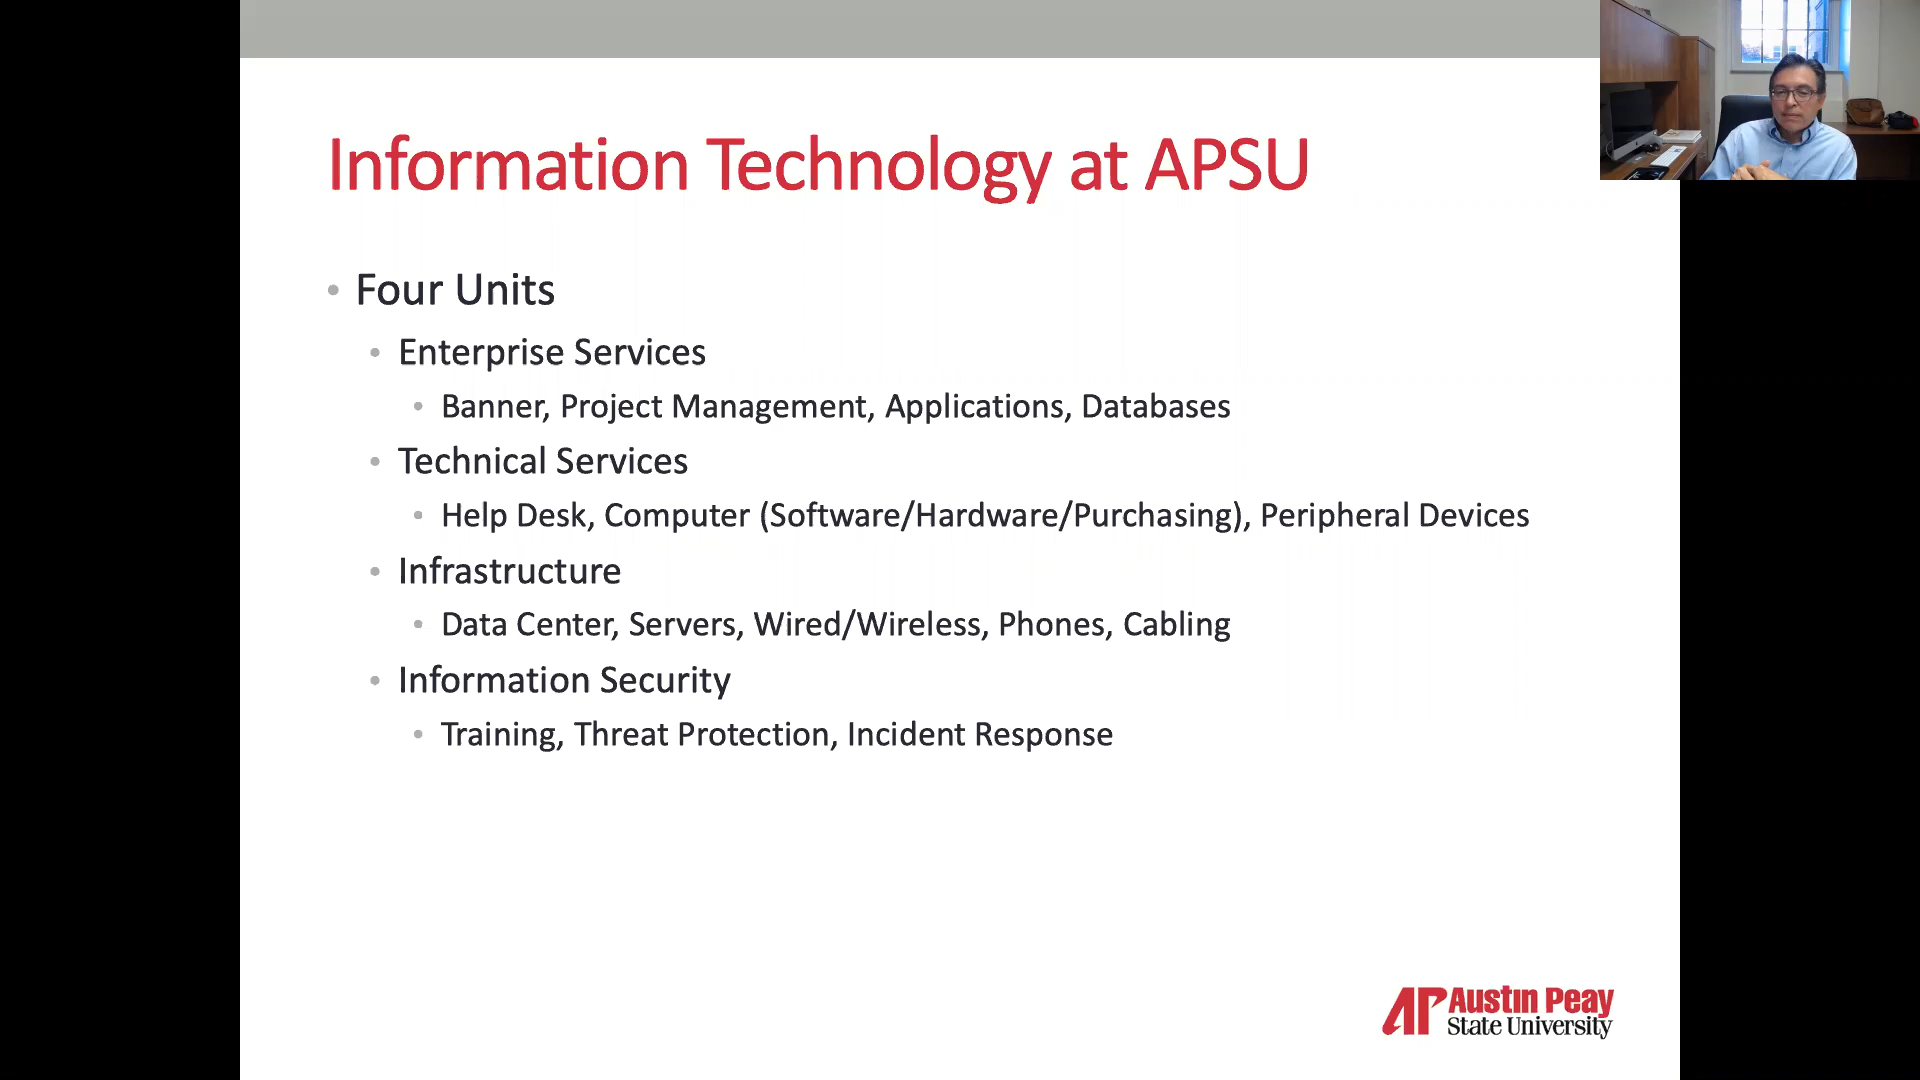 Information Technology at APSU
• Four Units
• Enterprise Services
• Banner, Project Management, Applications, Databases
• Technical Services
• Help Desk, Computer (Software/Hardware/Purchasing), Peripheral Devices
• Infrastructure
• Data Center, Servers, Wired/Wireless, Phones, Cabling
• Information Security
• Training, Threat Protection, Incident Response
AP Austin Peay
State University